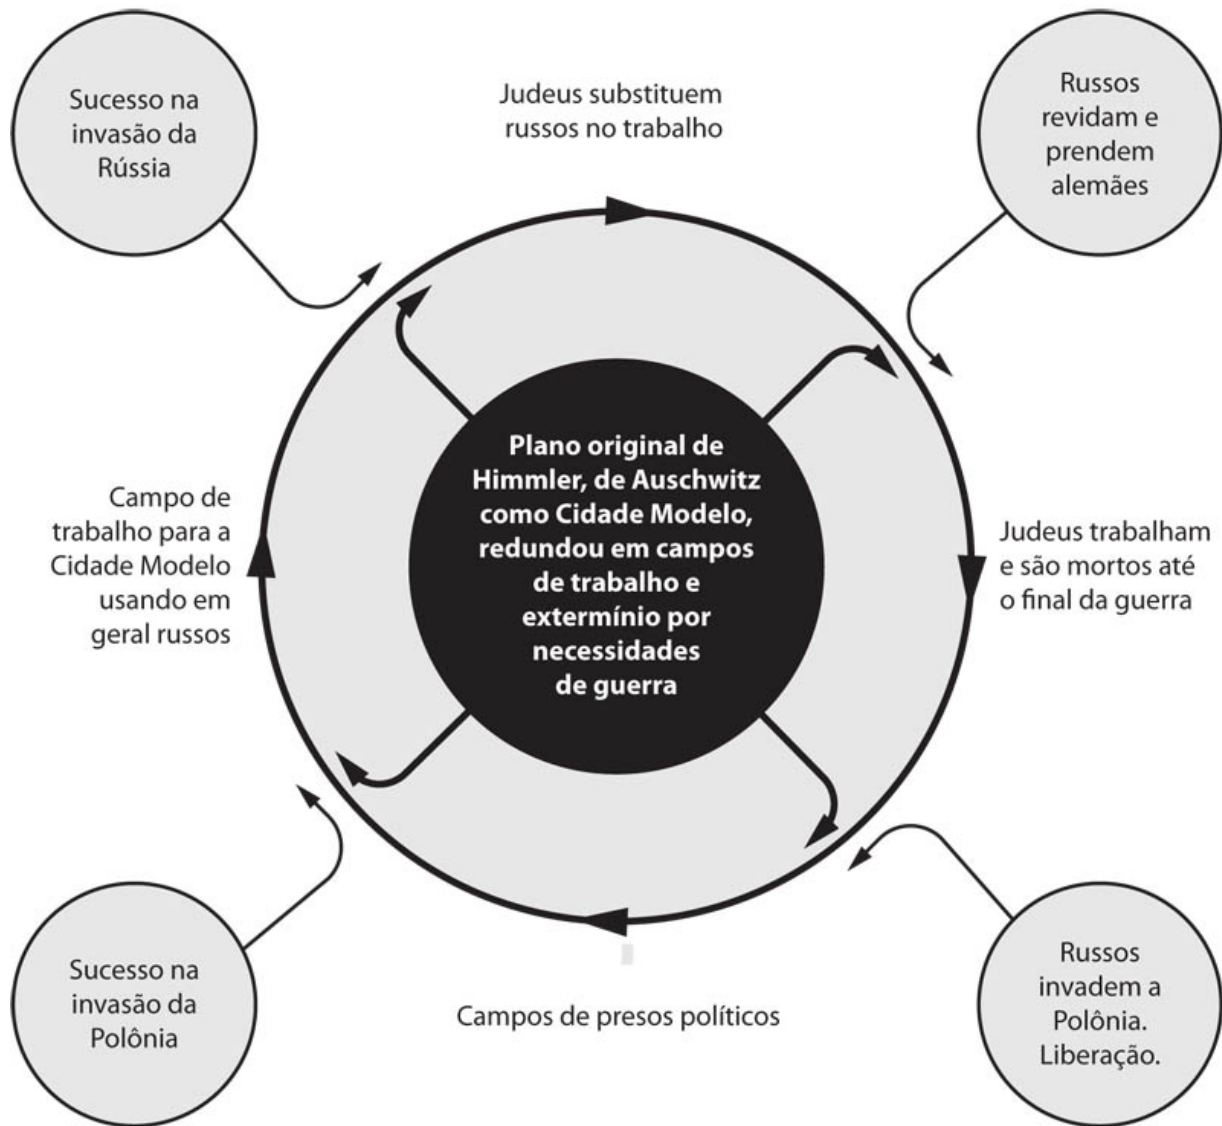 Sucesso na
invasão da
Rússia
Judeus substituem
russos no trabalho
Russos
revidam e
prendem
alemães
Plano original de
Himmler, de Auschwitz
como Cidade Modelo,
redundou em campos
de trabalho e
extermínio por
necessidades
de guerra
Campo de
trabalho para a
Cidade Modelo
usando em
geral russos
Judeus trabalham
e são mortos até
o final da guerra
Sucesso na
invasão da
Polônia
Campos de presos políticos
Russos
invadem a
Polônia.
Liberação.